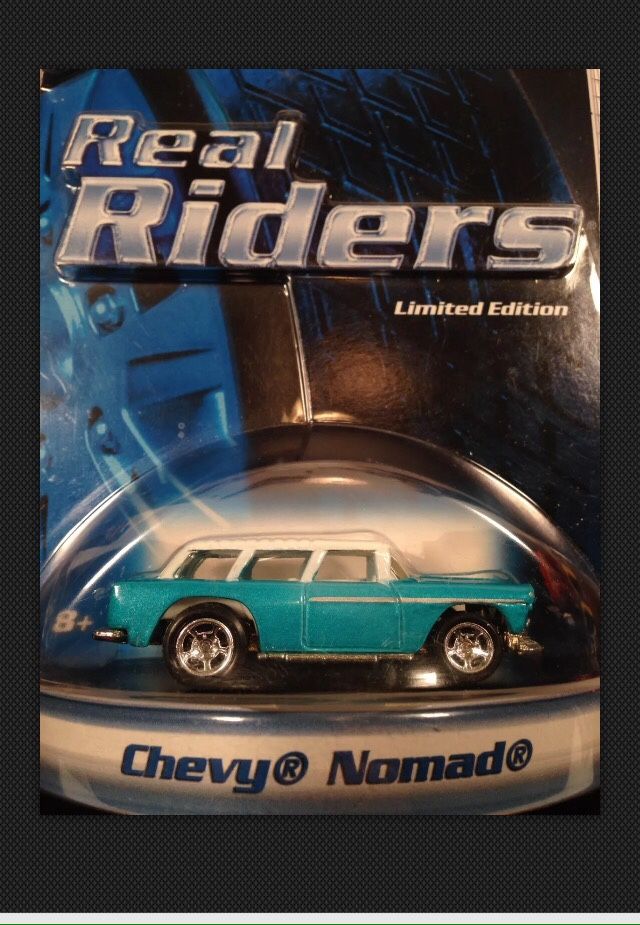 Real
Riders
Limited Edition
8+
Chevy® Nomad®